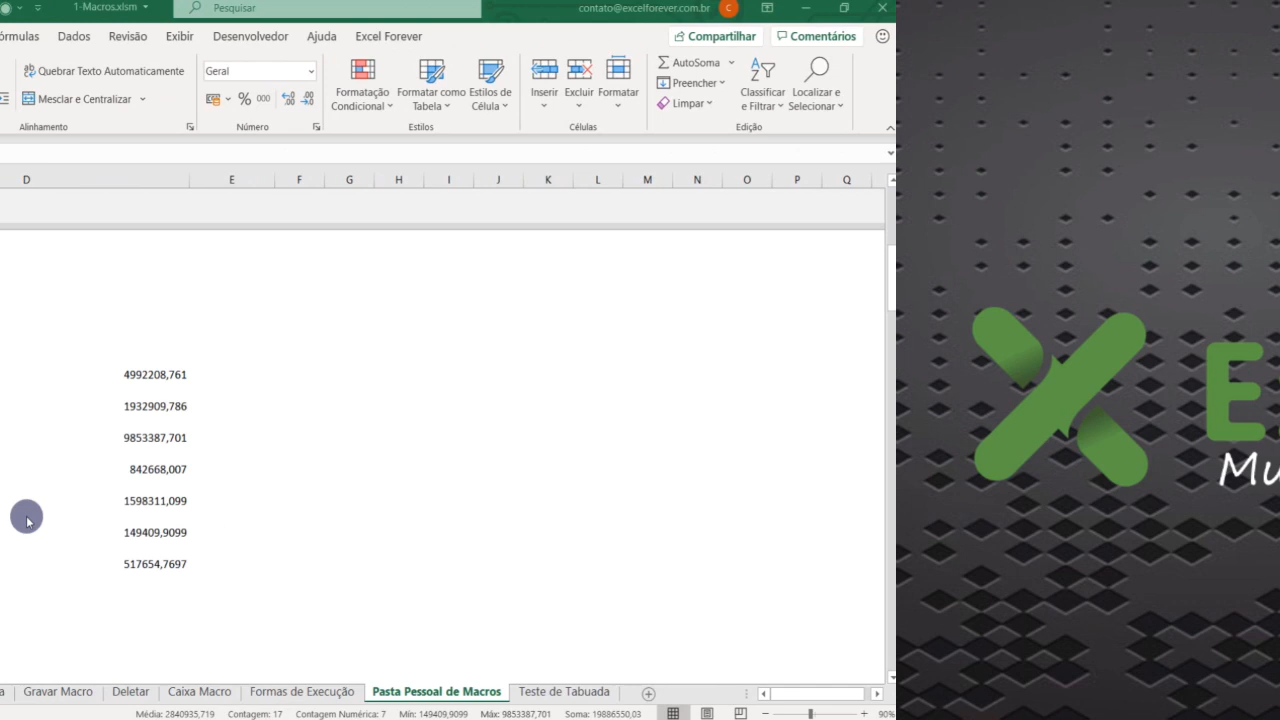 1-Macros.xlsm
Pesquisar
contato@excelforever.com.br
C
órmulas Dados Revisão Exibir Desenvolvedor Ajuda Excel Forever
Compartilhar
Comentários
Quebrar Texto Automaticamente
Mesclar e Centralizar
Alinhamento
Geral
% 000
Número
Formatação Condicional
Formatar como Tabela
Estilos de Célula
Estilos
Inserir Excluir Formatar
Células
AutoSoma
Preencher
Limpar
Classificar e Filtrar
Localizar e Selecionar
Edição
D E F G H I J K L M N O P Q
4992208,761
1932909,786
9853387,701
842668,007
1598311,099
149409,9099
517654,7697
a Gravar Macro Deletar Caixa Macro Formas de Execução Pasta Pessoal de Macros Teste de Tabuada
Média: 2840935,719 Contagem: 17 Contagem Numérica: 7 Mín: 149409,9099 Máx: 9853387,701 Soma: 19886550,03 90%
E
Mu